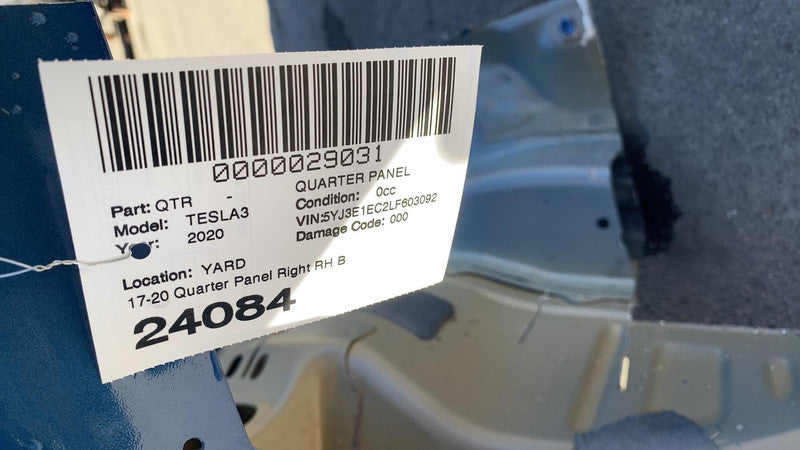 0000029031
Part: QTR -
QUARTER PANEL
Model: TESLA3
Condition: 0cc
Year: 2020
VIN:5YJ3E1EC2LF603092
Damage Code: 000
Location: YARD
17-20 Quarter Panel Right RH B
24084